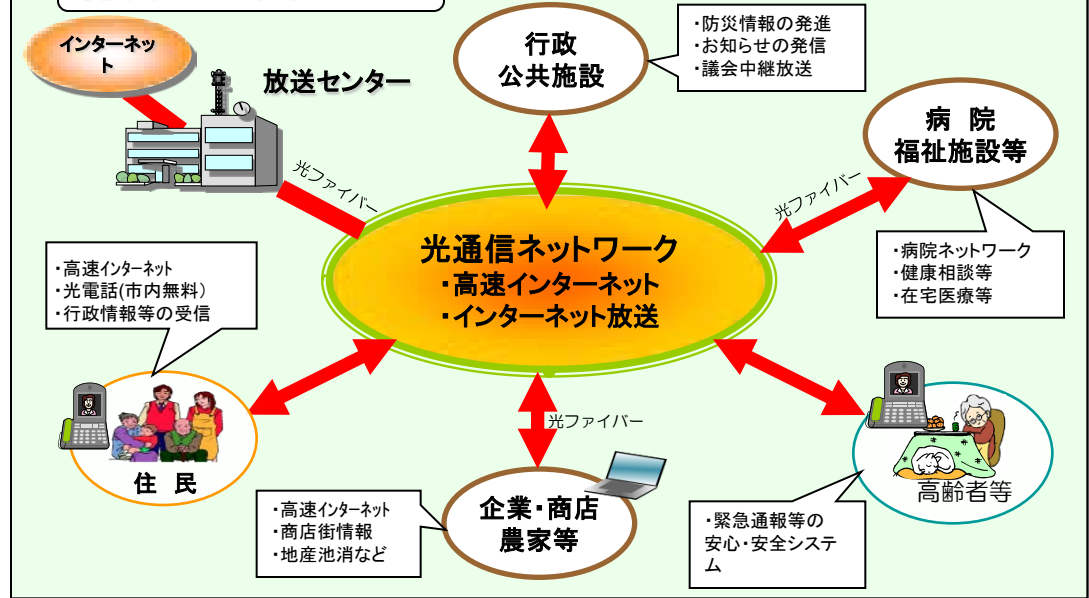 インターネッ
ト
放送センター
行政
公共施設
・防災情報の発進
・お知らせの発信
・議会中継放送
病 院
福祉施設等
光ファイバー
光ファイバー
・病院ネットワーク
・健康相談等
・在宅医療等
光通信ネットワーク
・高速インターネット
・インターネット放送
・高速インターネット
・光電話(市内無料)
・行政情報等の受信
住 民
光ファイバー
・高速インターネット
・商店街情報
・地産池消など
企業・商店
農家等
高齢者等
・緊急通報等の
安心・安全システ
ム